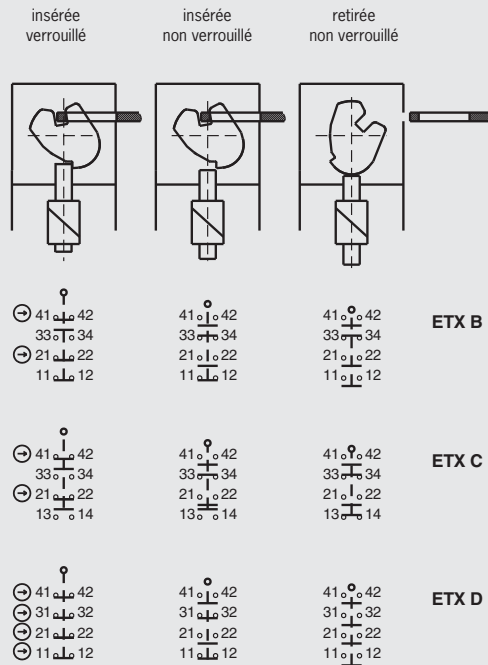 insérée insérée retirée
verrouillé non verrouillé non verrouillé
41 42 41 42 41 42 ETX B
33 34 33 34 33 34
21 22 21 22 21 22
11 12 11 12 11 12
41 42 41 42 41 42 ETX C
33 34 33 34 33 34
21 22 21 22 21 22
13 14 13 14 13 14
41 42 41 42 41 42 ETX D
31 32 31 32 31 32
21 22 21 22 21 22
11 12 11 12 11 12